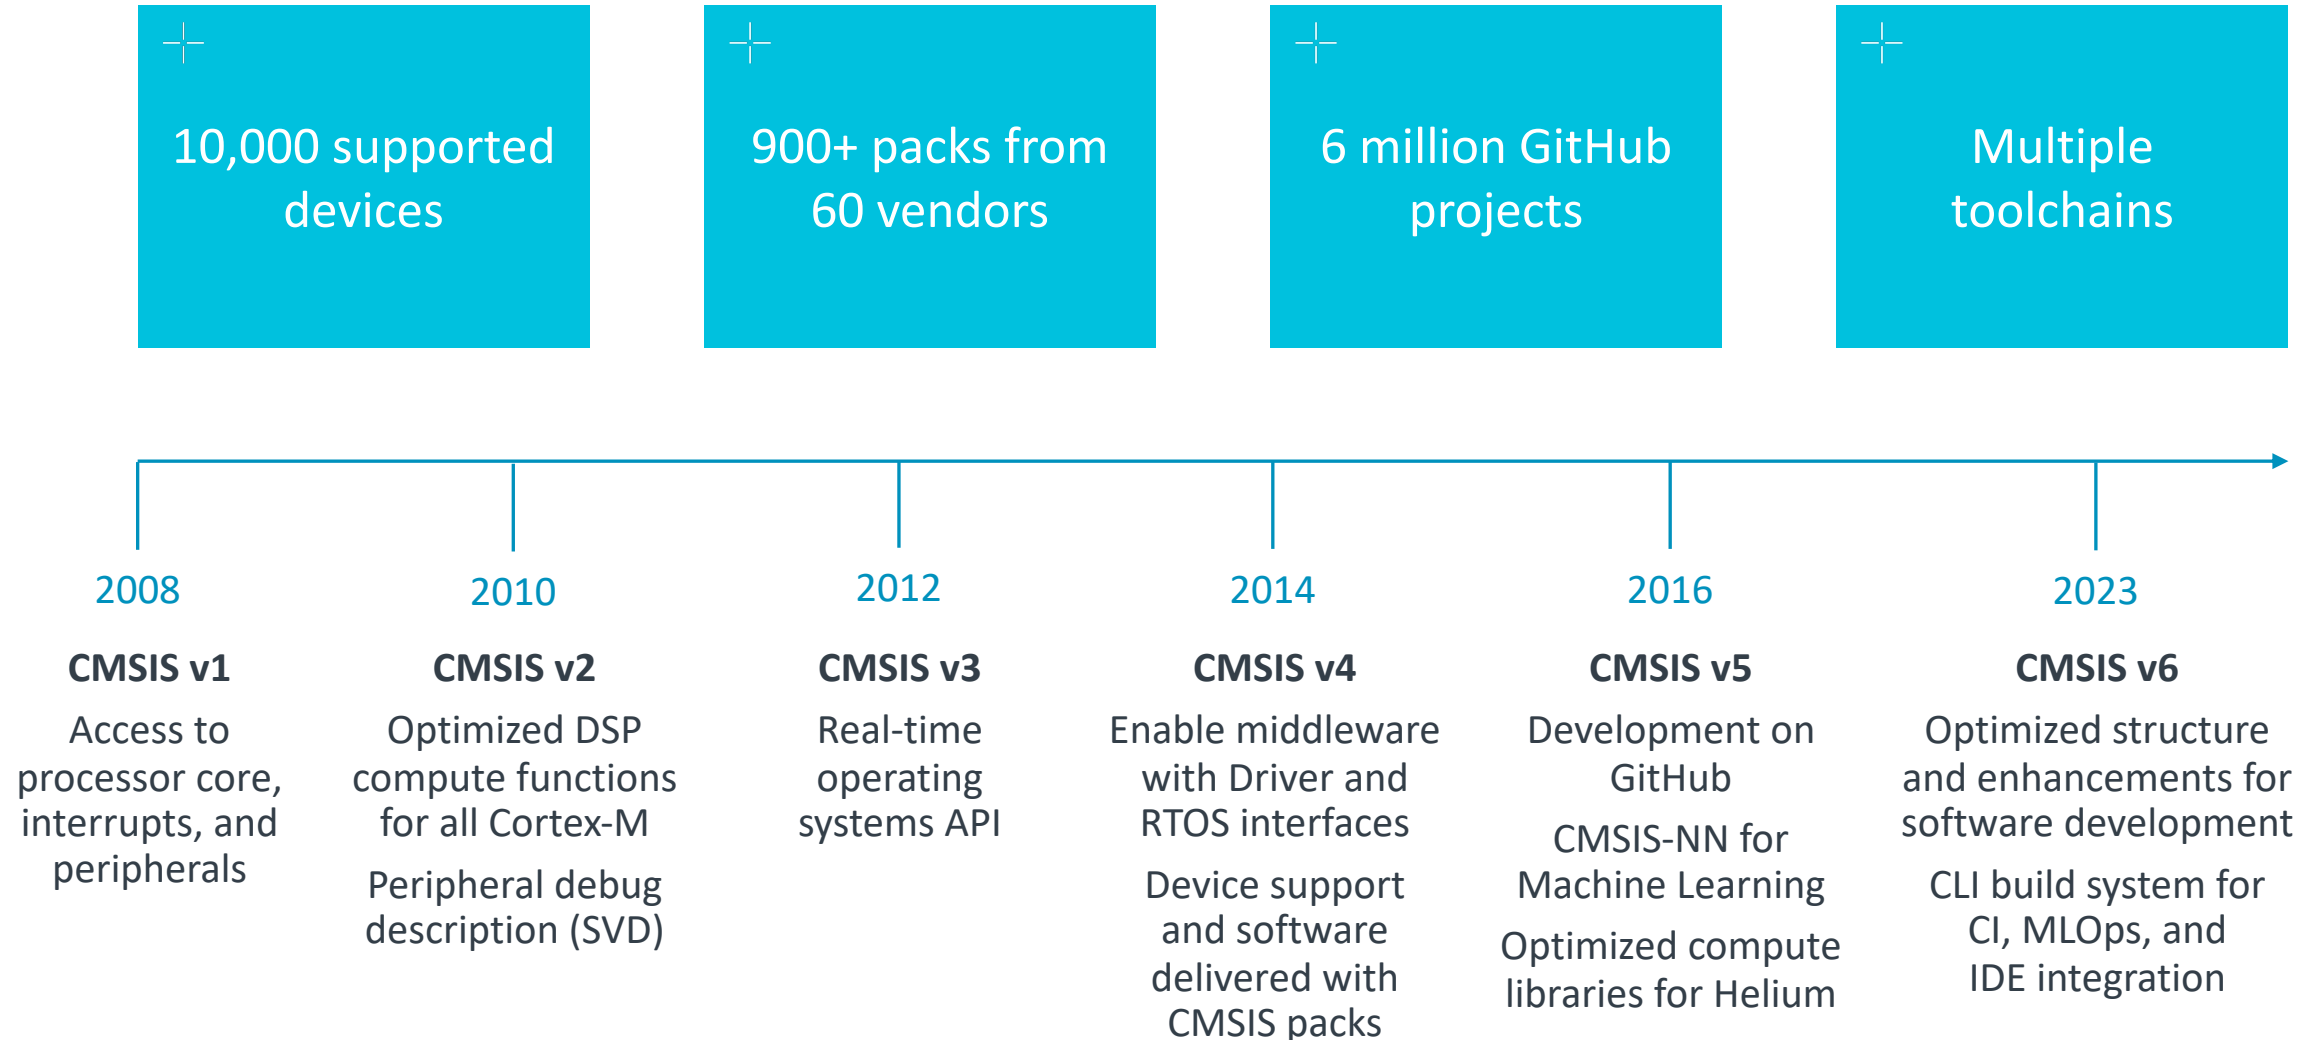 10,000 supported
devices
900+ packs from
60 vendors
6 million GitHub
projects
Multiple
toolchains
2008
CMSIS v1
Access to
processor core,
interrupts, and
peripherals
2010
CMSIS v2
Optimized DSP
compute functions
for all Cortex-M
Peripheral debug
description (SVD)
2012
CMSIS v3
Real-time
operating
systems API
2014
CMSIS v4
Enable middleware
with Driver and
RTOS interfaces
Device support
and software
delivered with
CMSIS packs
2016
CMSIS v5
Development on
GitHub
CMSIS-NN for
Machine Learning
Optimized compute
libraries for Helium
2023
CMSIS v6
Optimized structure
and enhancements for
software development
CLI build system for
CI, MLOps, and
IDE integration